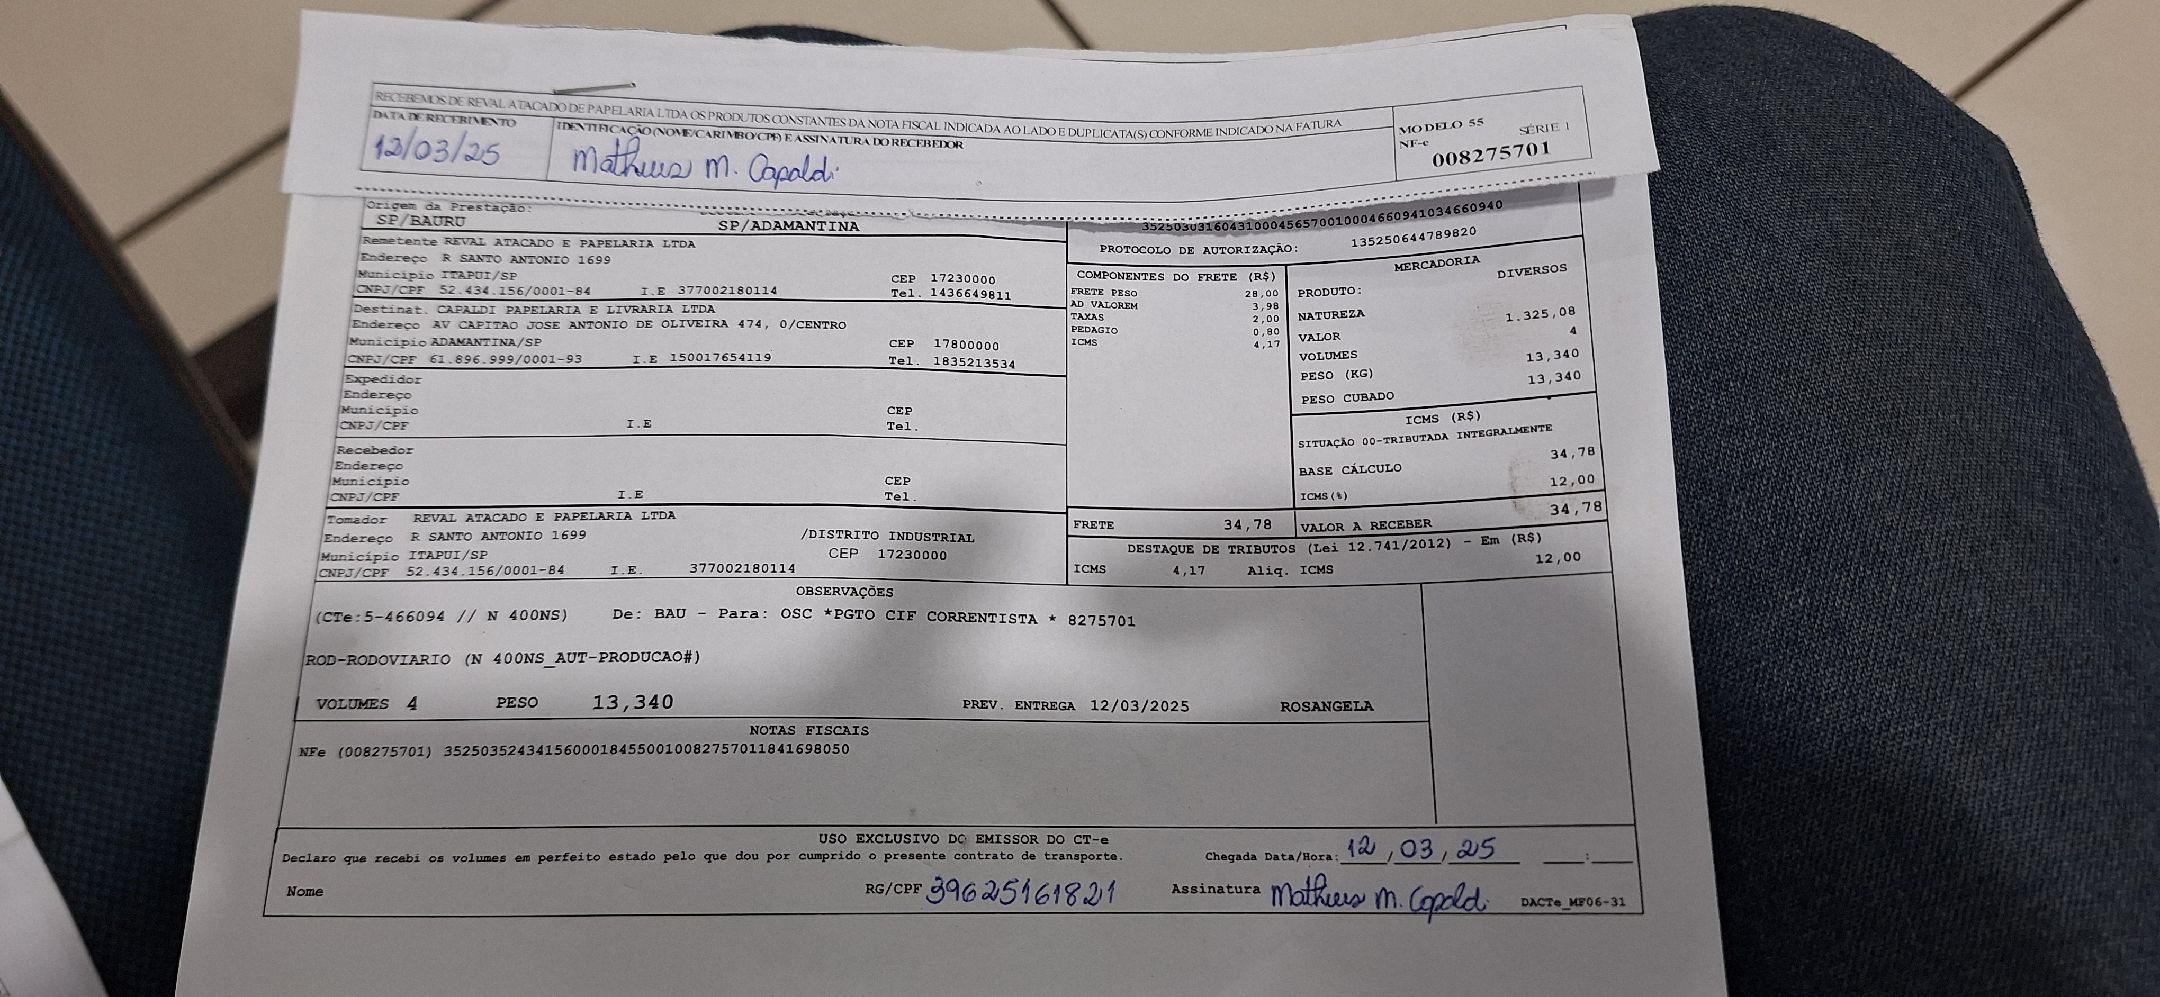 RECEBEMOS DE REVAL ATACADO DE PAPELARIA LTDA OS PRODUTOS CONSTANTES DA NOTA FISCAL INDICADA AO LADO E DUPLICATA(S) CONFORME INDICADO NA FATURA
DATA DE RECEBIMENTO IDENTIFICAÇÃO (NOME/CARIMBO/CPF) E ASSINATURA DO RECEBEDOR
12/03/25 Matheus M. Capaldi
MODELO 55 SÉRIE 1
NF-e 008275701
Origem da Prestação:
SP/BAURU SP/ADAMANTINA
35250303160431000456570010004660941034660940
PROTOCOLO DE AUTORIZAÇÃO: 135250644789820
Remetente REVAL ATACADO E PAPELARIA LTDA
Endereço R SANTO ANTONIO 1699
Município ITAPUI/SP CEP 17230000
CNPJ/CPF 52.434.156/0001-84 I.E 377002180114 Tel. 1436649811
Destinat. CAPALDI PAPELARIA E LIVRARIA LTDA
Endereço AV CAPITAO JOSE ANTONIO DE OLIVEIRA 474, 0/CENTRO
Município ADAMANTINA/SP CEP 17800000
CNPJ/CPF 61.896.999/0001-93 I.E 150017654119 Tel. 1835213534
Expedidor
Endereço
Município CEP
CNPJ/CPF I.E Tel.
Recebedor
Endereço
Município CEP
CNPJ/CPF I.E Tel.
Tomador REVAL ATACADO E PAPELARIA LTDA
Endereço R SANTO ANTONIO 1699 /DISTRITO INDUSTRIAL
Município ITAPUI/SP CEP 17230000
CNPJ/CPF 52.434.156/0001-84 I.E. 377002180114
COMPONENTES DO FRETE (R$)
FRETE PESO 28,00
AD VALOREM 3,98
TAXAS 2,00
PEDAGIO 0,80
ICMS 4,17
FRETE 34,78
MERCADORIA
PRODUTO: DIVERSOS
NATUREZA
VALOR 1.325,08
VOLUMES 4
PESO (KG) 13,340
PESO CUBADO 13,340
ICMS (R$)
SITUAÇÃO 00-TRIBUTADA INTEGRALMENTE
BASE CÁLCULO 34,78
ICMS(%) 12,00
VALOR A RECEBER 34,78
DESTAQUE DE TRIBUTOS (Lei 12.741/2012) - Em (R$)
ICMS 4,17 Aliq. ICMS 12,00
OBSERVAÇÕES
(CTe:5-466094 // N 400NS) De: BAU - Para: OSC *PGTO CIF CORRENTISTA * 8275701
ROD-RODOVIARIO (N 400NS_AUT-PRODUCAO#)
VOLUMES 4 PESO 13,340 PREV. ENTREGA 12/03/2025 ROSANGELA
NOTAS FISCAIS
NFe (008275701) 35250352434156000184550010082757011841698050
USO EXCLUSIVO DO EMISSOR DO CT-e
Declaro que recebi os volumes em perfeito estado pelo que dou por cumprido o presente contrato de transporte. Chegada Data/Hora: 12 / 03 / 25 __:__
Nome RG/CPF 39625161821 Assinatura Matheus M. Capaldi DACTe_MF06-31